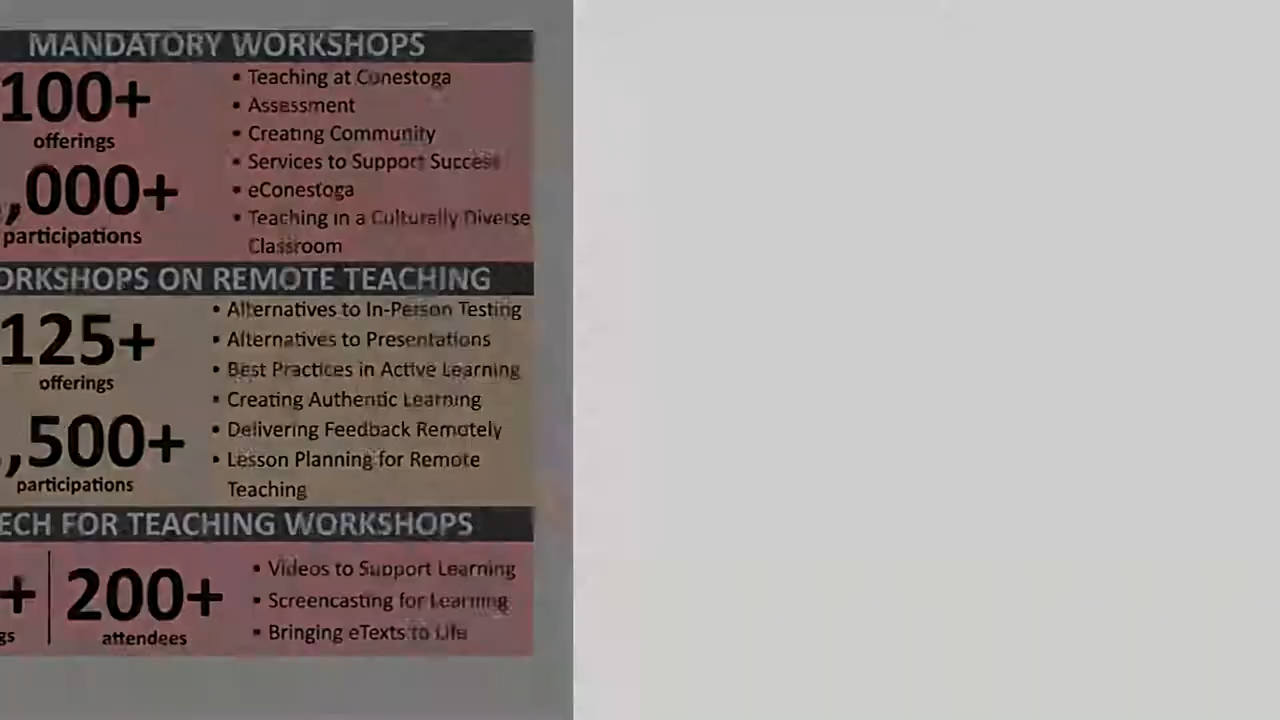 MANDATORY WORKSHOPS
100+
offerings
,000+
participations
• Teaching at Conestoga
• Assessment
• Creating Community
• Services to Support Success
• eConestoga
• Teaching in a Culturally Diverse
Classroom
ORKSHOPS ON REMOTE TEACHING
125+
offerings
,500+
participations
• Alternatives to In-Person Testing
• Alternatives to Presentations
• Best Practices in Active Learning
• Creating Authentic Learning
• Delivering Feedback Remotely
• Lesson Planning for Remote
Teaching
ECH FOR TEACHING WORKSHOPS
+
gs
200+
attendees
• Videos to Support Learning
• Screencasting for Learning
• Bringing eTexts to Life